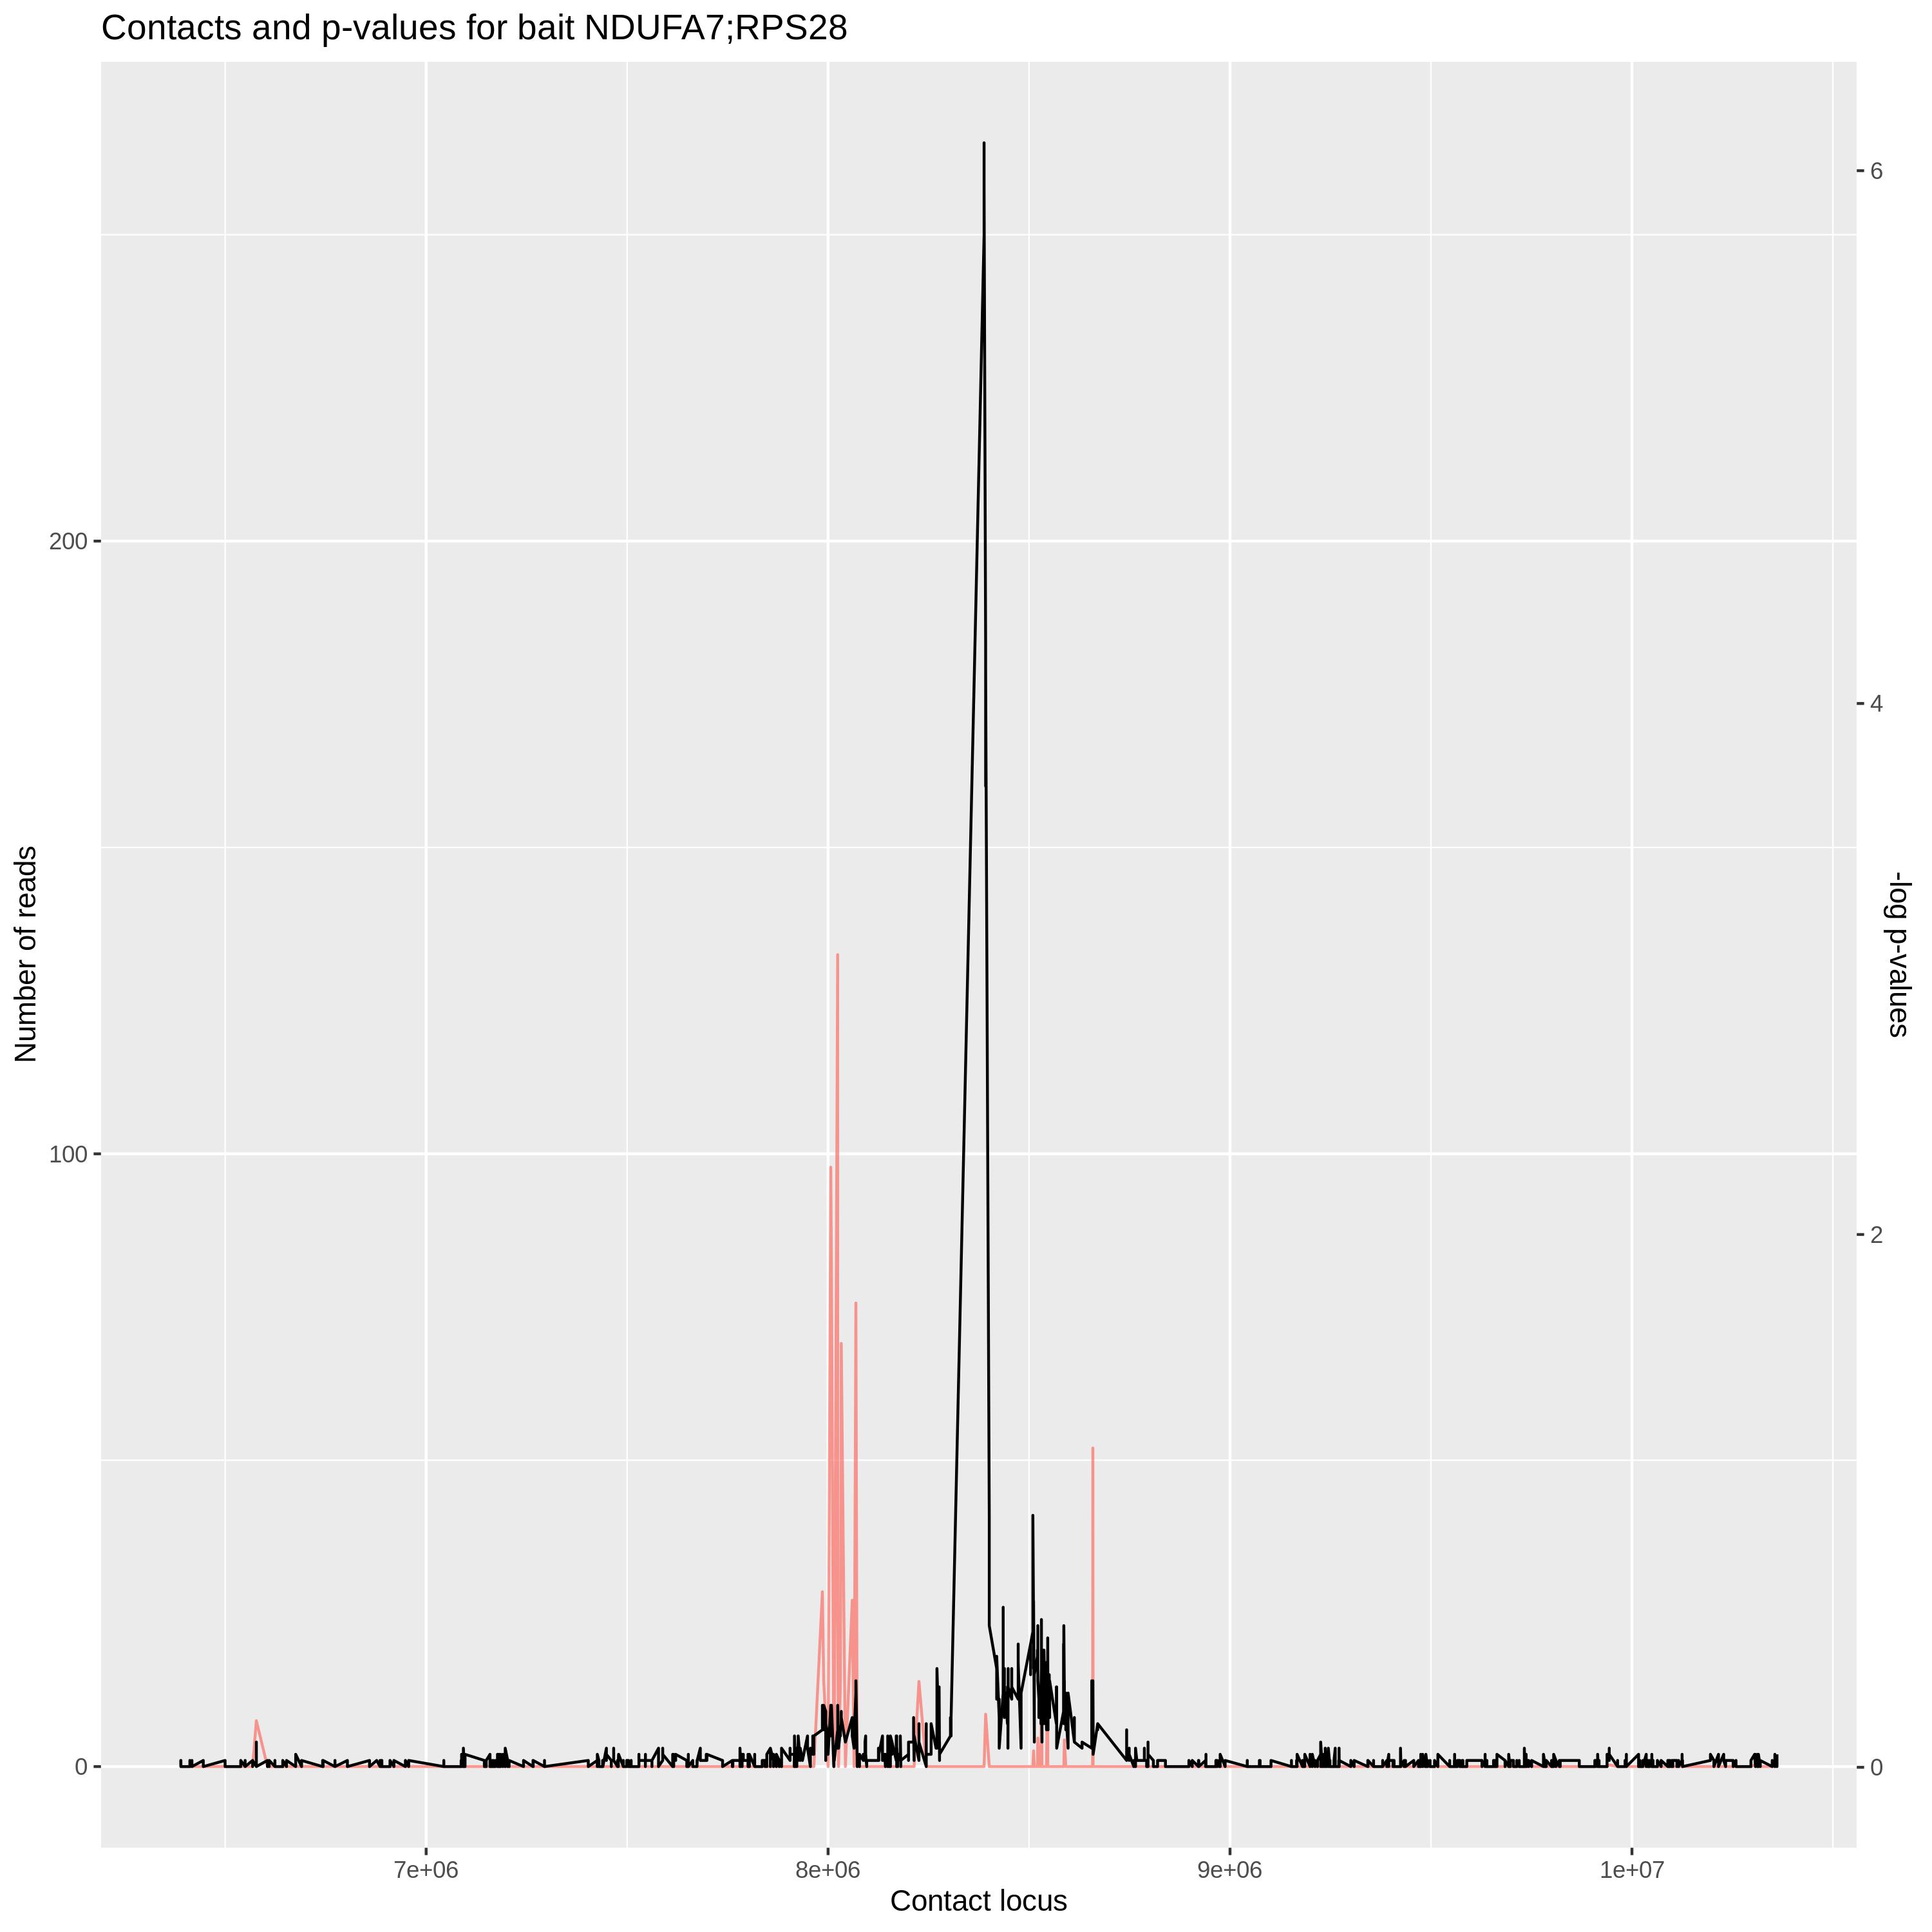 Contacts and p-values for bait NDUFA7;RPS28
6
200
4
Number of reads
-log p-values
100
2
0
0
7e+06
8e+06
9e+06
1e+07
Contact locus